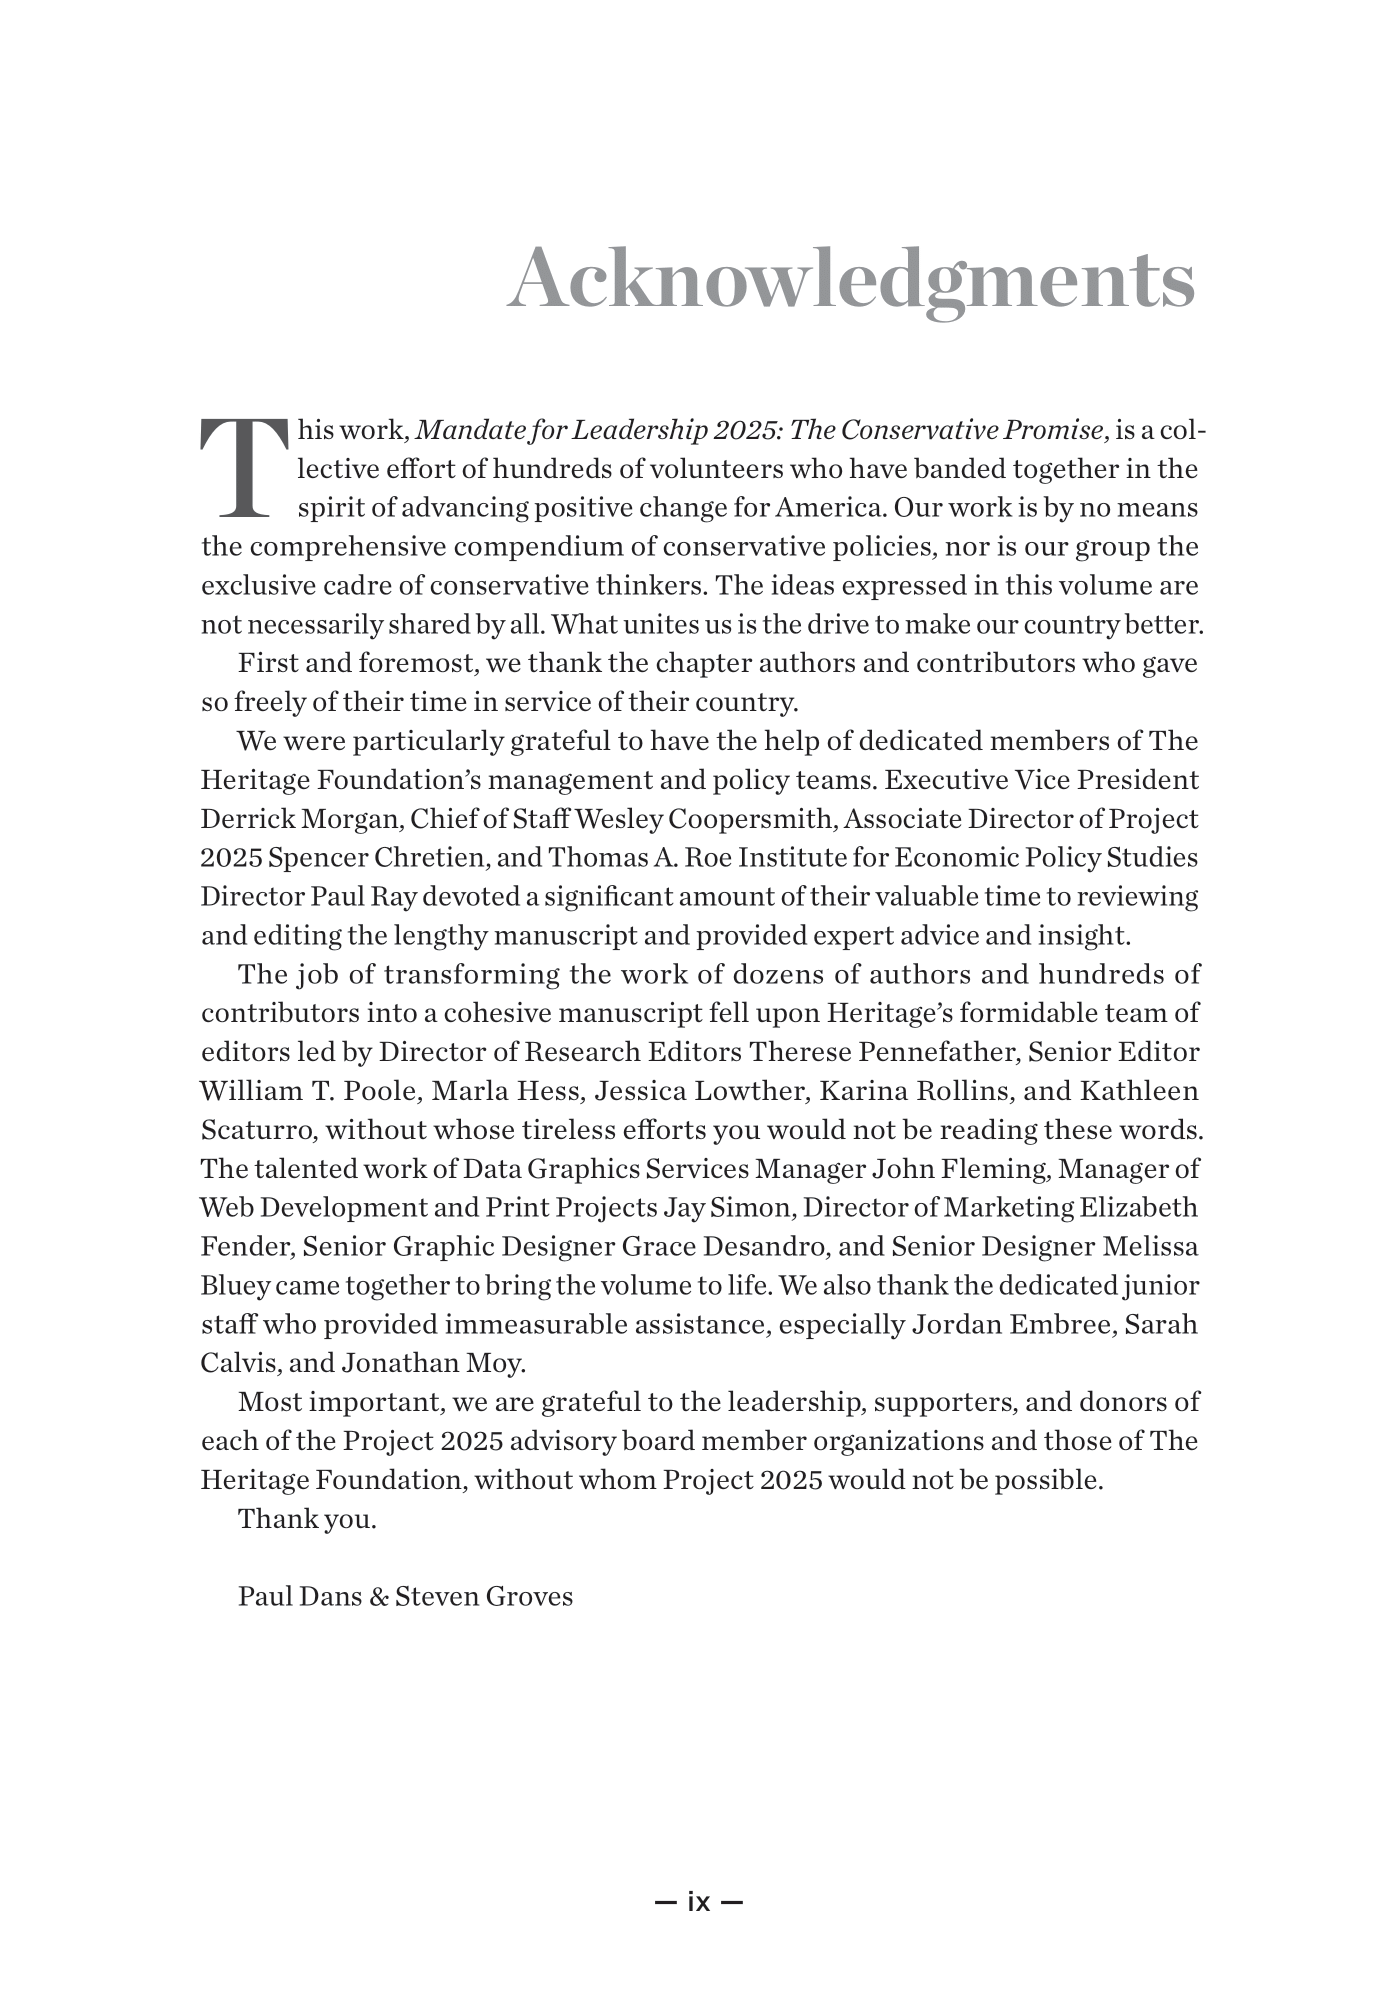 Acknowledgments
This work, Mandate for Leadership 2025: The Conservative Promise, is a col-
lective effort of hundreds of volunteers who have banded together in the
spirit of advancing positive change for America. Our work is by no means
the comprehensive compendium of conservative policies, nor is our group the
exclusive cadre of conservative thinkers. The ideas expressed in this volume are
not necessarily shared by all. What unites us is the drive to make our country better.
First and foremost, we thank the chapter authors and contributors who gave
so freely of their time in service of their country.
We were particularly grateful to have the help of dedicated members of The
Heritage Foundation’s management and policy teams. Executive Vice President
Derrick Morgan, Chief of Staff Wesley Coopersmith, Associate Director of Project
2025 Spencer Chretien, and Thomas A. Roe Institute for Economic Policy Studies
Director Paul Ray devoted a significant amount of their valuable time to reviewing
and editing the lengthy manuscript and provided expert advice and insight.
The job of transforming the work of dozens of authors and hundreds of
contributors into a cohesive manuscript fell upon Heritage’s formidable team of
editors led by Director of Research Editors Therese Pennefather, Senior Editor
William T. Poole, Marla Hess, Jessica Lowther, Karina Rollins, and Kathleen
Scaturro, without whose tireless efforts you would not be reading these words.
The talented work of Data Graphics Services Manager John Fleming, Manager of
Web Development and Print Projects Jay Simon, Director of Marketing Elizabeth
Fender, Senior Graphic Designer Grace Desandro, and Senior Designer Melissa
Bluey came together to bring the volume to life. We also thank the dedicated junior
staff who provided immeasurable assistance, especially Jordan Embree, Sarah
Calvis, and Jonathan Moy.
Most important, we are grateful to the leadership, supporters, and donors of
each of the Project 2025 advisory board member organizations and those of The
Heritage Foundation, without whom Project 2025 would not be possible.
Thank you.
Paul Dans & Steven Groves
— ix —